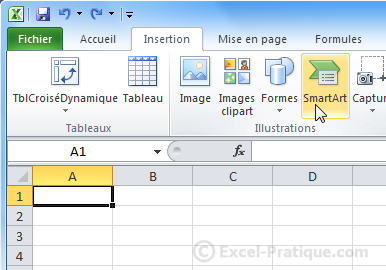 Fichier Accueil Insertion Mise en page Formules
TblCroiséDynamique Tableau Image Images clipart Formes SmartArt Captur
Tableaux Illustrations
A1 fx
A B C D
1
2
3
4
© Excel-Pratique.com